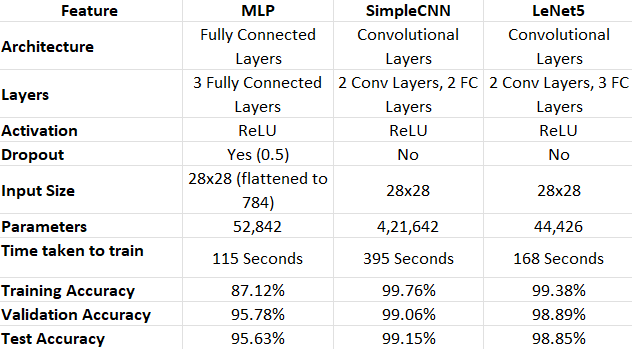 Feature MLP SimpleCNN LeNet5
Architecture Fully Connected Layers Convolutional Layers Convolutional Layers
Layers 3 Fully Connected Layers 2 Conv Layers, 2 FC Layers 2 Conv Layers, 3 FC Layers
Activation ReLU ReLU ReLU
Dropout Yes (0.5) No No
Input Size 28x28 (flattened to 784) 28x28 28x28
Parameters 52,842 4,21,642 44,426
Time taken to train 115 Seconds 395 Seconds 168 Seconds
Training Accuracy 87.12% 99.76% 99.38%
Validation Accuracy 95.78% 99.06% 98.89%
Test Accuracy 95.63% 99.15% 98.85%